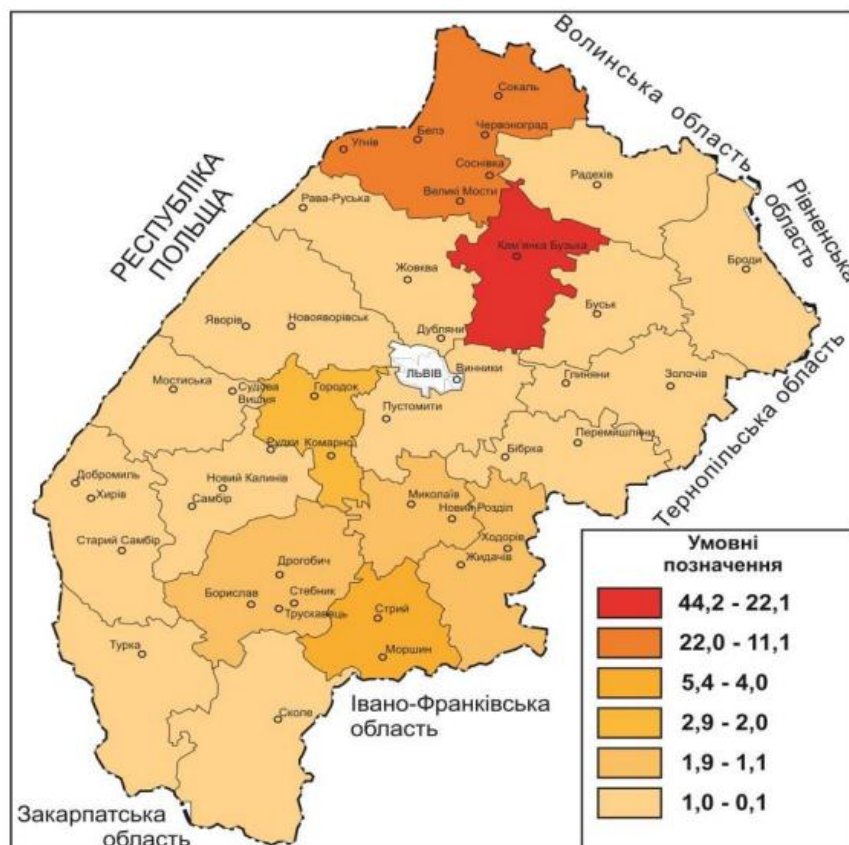 Волинська область
Рівненська
область
РЕСПУБЛІКА
ПОЛЬЩА
Сокаль
Белз
Червоноград
Угнів
Соснівка
Великі Мости
Радехів
Рава-Руська
Кам'янка Бузька
Броди
Жовква
Буськ
Яворів
Новояворівськ
Дубляни
ЛЬВІВ
Винники
Глиняни
Золочів
Мостиська
Судова
Вишня
Городок
Пустомити
Тернопільська область
Рудки
Комарно
Перемишляни
Бібрка
Добромиль
Хирів
Новий Калинів
Самбір
Миколаїв
Новий Розділ
Старий Самбір
Ходорів
Жидачів
Дрогобич
Борислав
Стебник
Трускавець
Стрий
Моршин
Турка
Сколе
Івано-Франківська
область
Закарпатська
область
Умовні
позначення
44,2 - 22,1
22,0 - 11,1
5,4 - 4,0
2,9 - 2,0
1,9 - 1,1
1,0 - 0,1